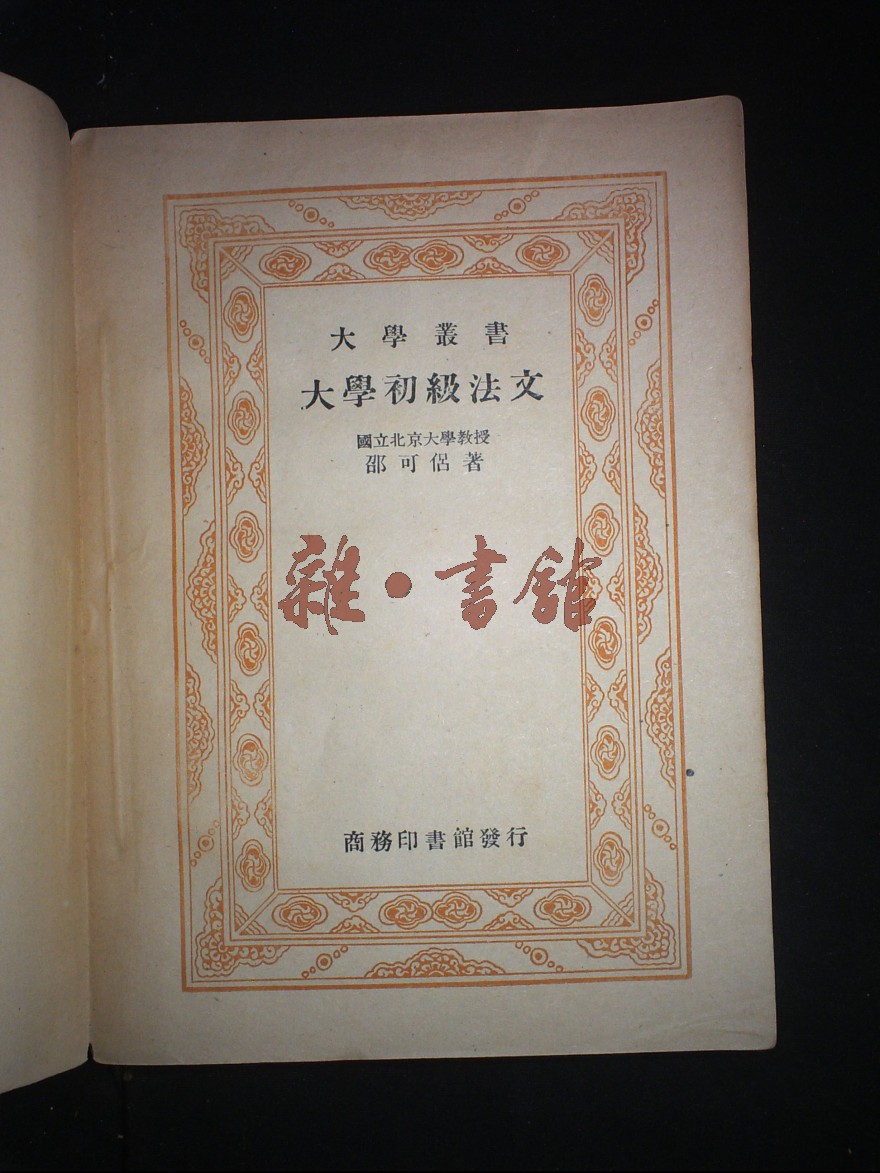 大學叢書
大學初級法文
國立北京大學教授
邵可侶著
雜·書館
商務印書館發行